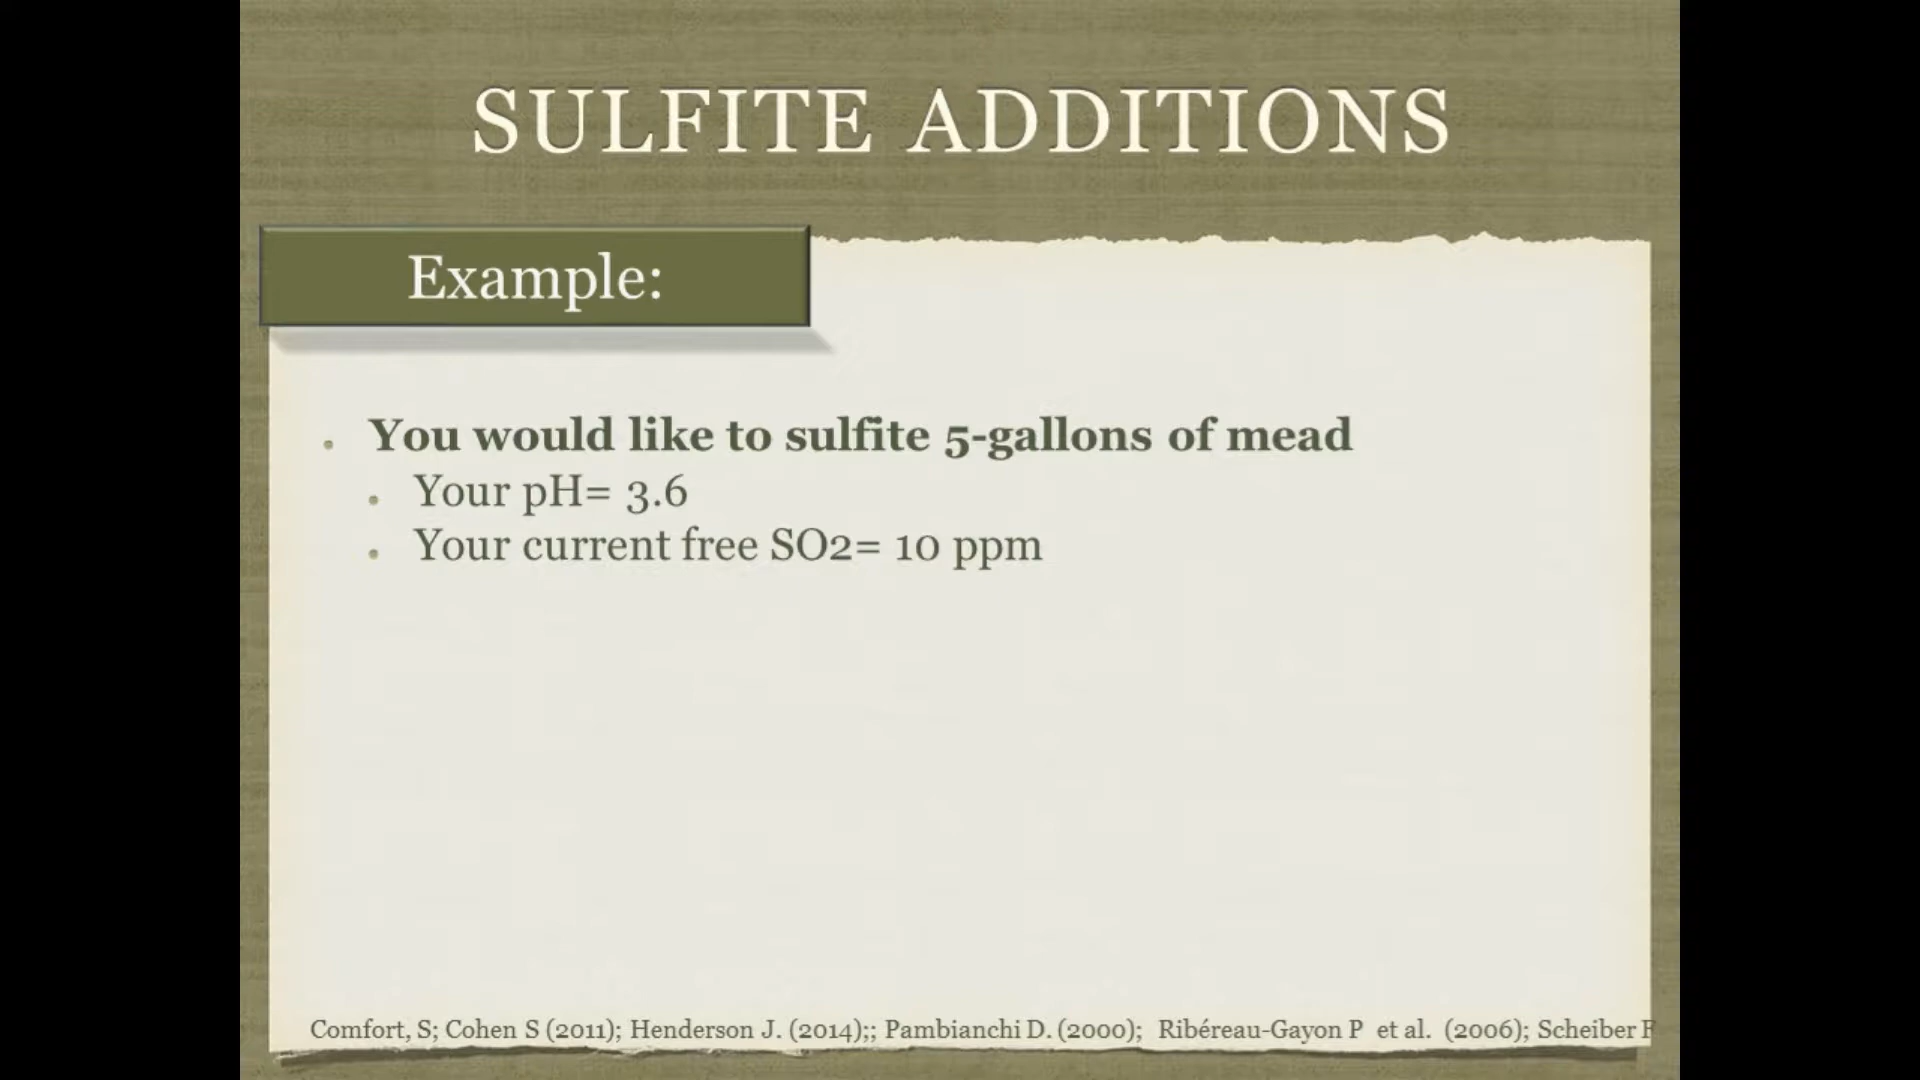 SULFITE ADDITIONS
Example:
You would like to sulfite 5-gallons of mead
Your pH= 3.6
Your current free SO2= 10 ppm
Comfort, S; Cohen S (2011); Henderson J. (2014);; Pambianchi D. (2000); Ribéreau-Gayon P et al. (2006); Scheiber F